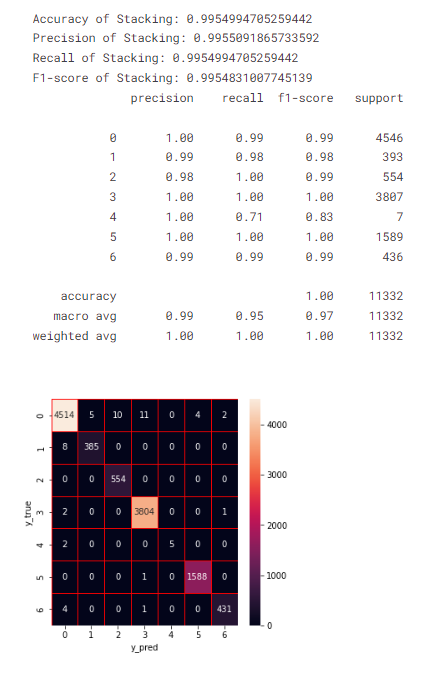 Accuracy of Stacking: 0.9954994705259442
Precision of Stacking: 0.9955091865733592
Recall of Stacking: 0.9954994705259442
F1-score of Stacking: 0.9954831007745139
precision recall f1-score support
0 1.00 0.99 0.99 4546
1 0.99 0.98 0.98 393
2 0.98 1.00 0.99 554
3 1.00 1.00 1.00 3807
4 1.00 0.71 0.83 7
5 1.00 1.00 1.00 1589
6 0.99 0.99 0.99 436
accuracy 1.00 11332
macro avg 0.99 0.95 0.97 11332
weighted avg 1.00 1.00 1.00 11332
y_true
0 4514 5 10 11 0 4 2
1 8 385 0 0 0 0 0
2 0 0 554 0 0 0 0
3 2 0 0 3804 0 0 1
4 2 0 0 0 5 0 0
5 0 0 0 1 0 1588 0
6 4 0 0 1 0 0 431
0 1 2 3 4 5 6
y_pred
4000
3000
2000
1000
0